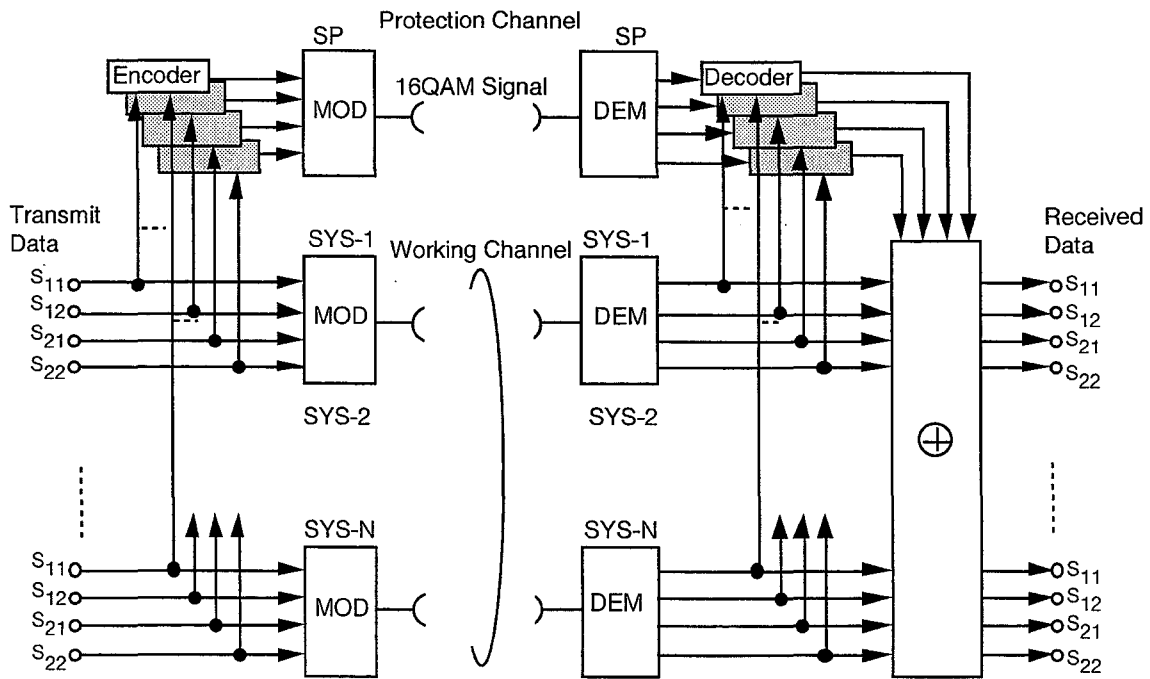 Protection Channel
SP
SP
Encoder
MOD
16QAM Signal
DEM
Decoder
Transmit
Data
SYS-1
Working Channel
SYS-1
Received
Data
S11
S12
S21
S22
MOD
DEM
S11
S12
S21
S22
SYS-2
SYS-2
SYS-N
SYS-N
S11
S12
S21
S22
MOD
DEM
S11
S12
S21
S22